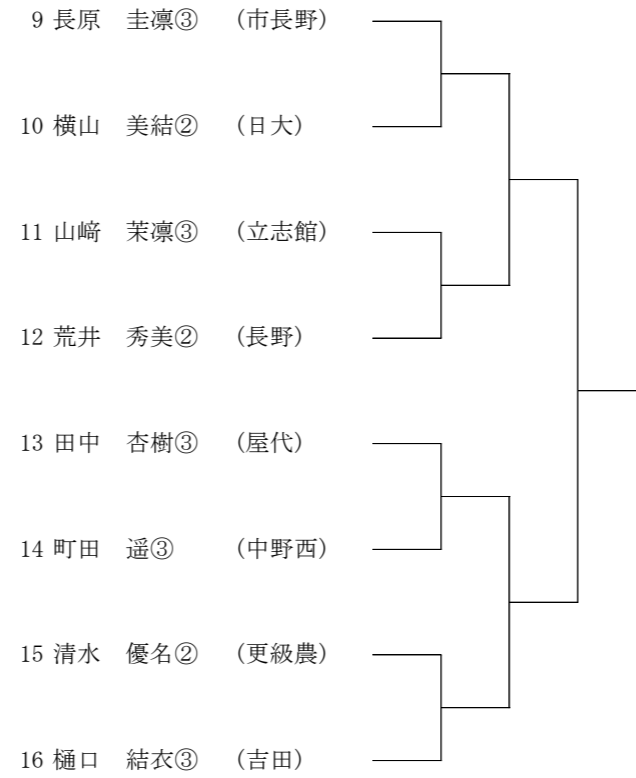 9 長原　圭凛③　(市長野)
10 横山　美結②　(日大)
11 山﨑　茉凛③　(立志館)
12 荒井　秀美②　(長野)
13 田中　杏樹③　(屋代)
14 町田　遥③　(中野西)
15 清水　優名②　(更級農)
16 樋口　結衣③　(吉田)